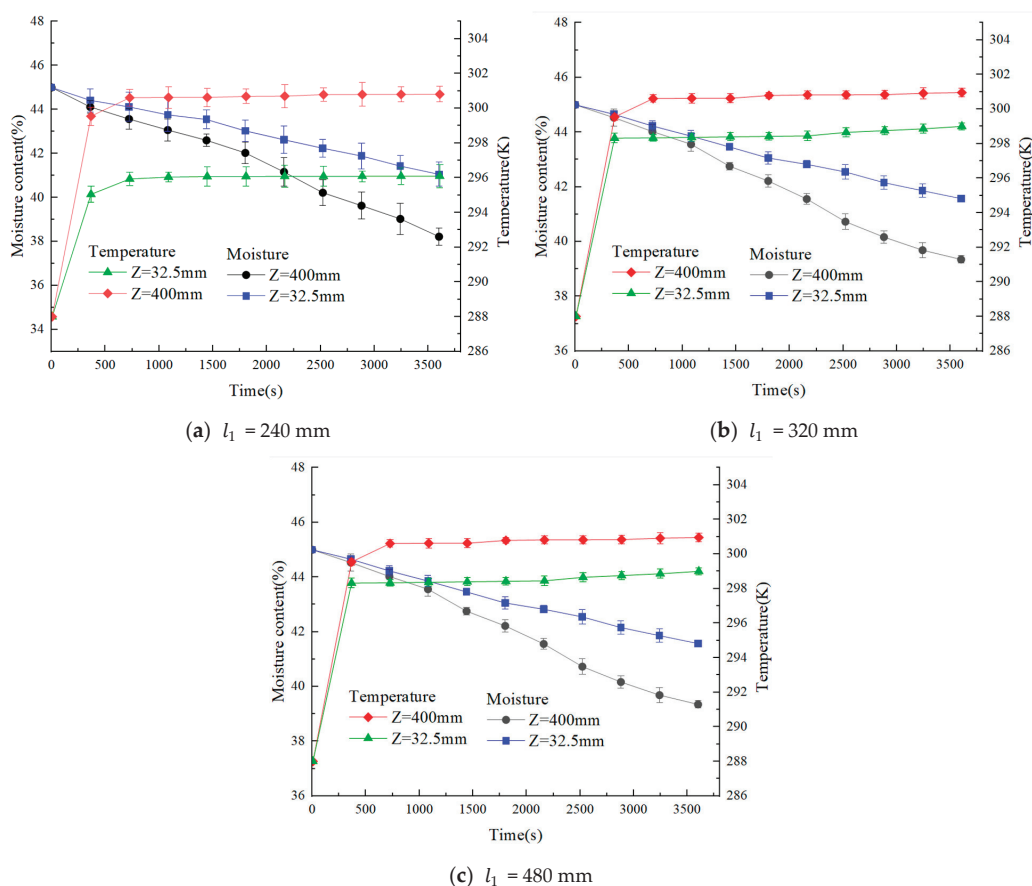 48
46
44
42
40
38
36
34
Moisture content(%)
304
302
300
298
296
294
292
290
288
286
Temperature(K)
Temperature
Z=32.5mm
Z=400mm
Moisture
Z=400mm
Z=32.5mm
0 500 1000 1500 2000 2500 3000 3500
Time(s)
(a) l1 = 240 mm
48
46
44
42
40
38
36
Moisture content(%)
304
302
300
298
296
294
292
290
288
286
Temperature(K)
Temperature
Z=400mm
Z=32.5mm
Moisture
Z=400mm
Z=32.5mm
0 500 1000 1500 2000 2500 3000 3500
Time(s)
(b) l1 = 320 mm
48
46
44
42
40
38
36
Moisture content(%)
304
302
300
298
296
294
292
290
288
286
Temperature(K)
Temperature
Z=400mm
Z=32.5mm
Moisture
Z=400mm
Z=32.5mm
0 500 1000 1500 2000 2500 3000 3500
Time(s)
(c) l1 = 480 mm